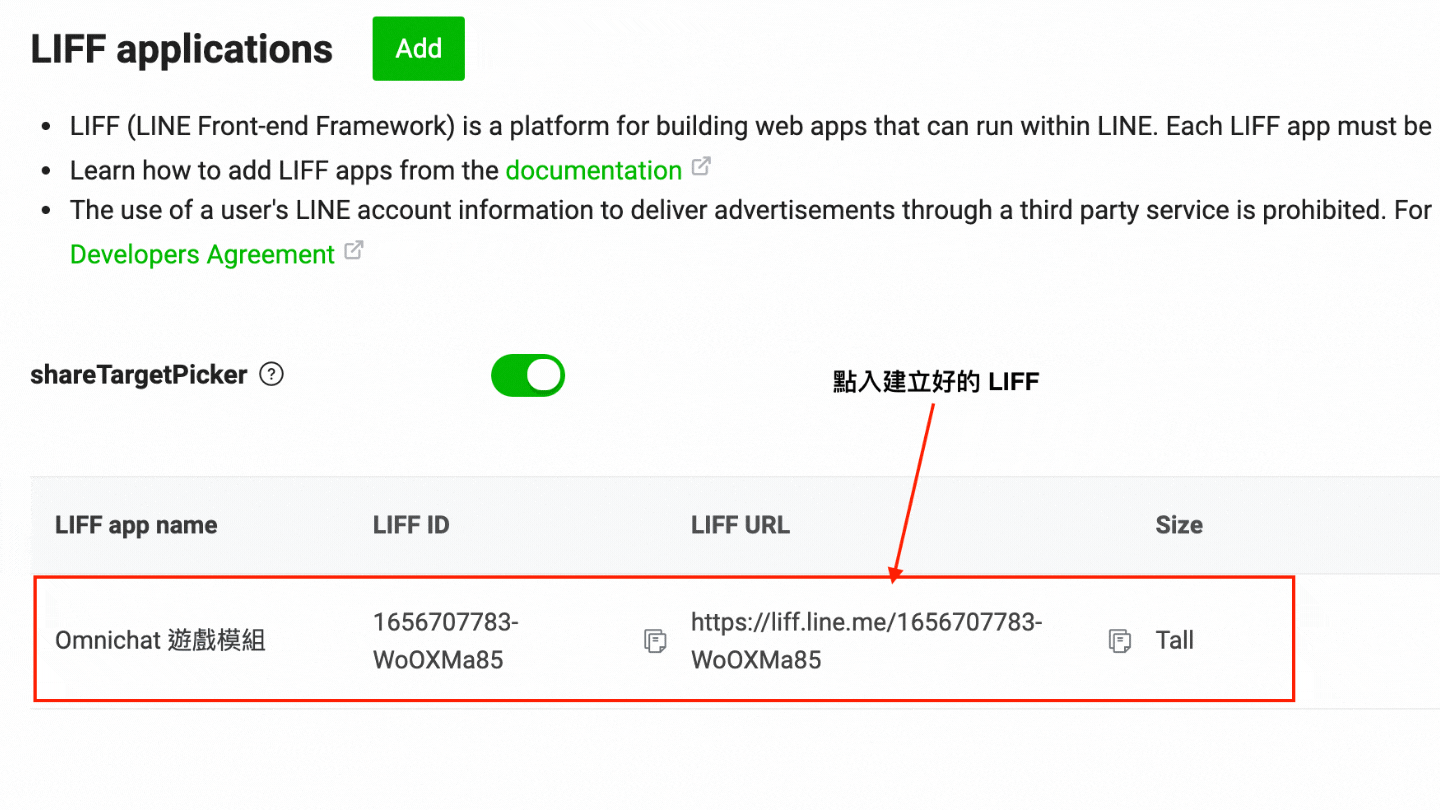 LIFF applications
Add
LIFF (LINE Front-end Framework) is a platform for building web apps that can run within LINE. Each LIFF app must be
Learn how to add LIFF apps from the documentation
The use of a user's LINE account information to deliver advertisements through a third party service is prohibited. For
Developers Agreement
shareTargetPicker ?
點入建立好的 LIFF
LIFF app name LIFF ID LIFF URL Size
Omnichat 遊戲模組 1656707783- https://liff.line.me/1656707783- Tall
WoOXMa85 WoOXMa85